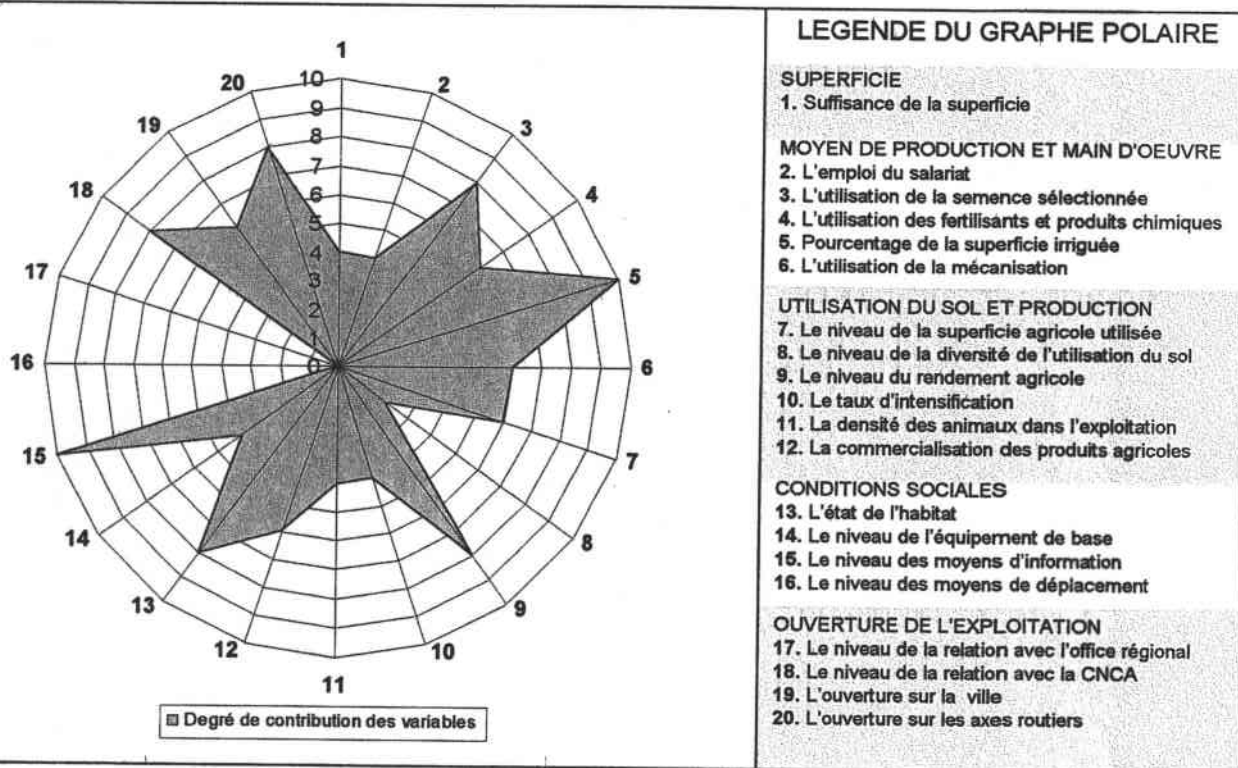 1
2
3
4
5
6
7
8
9
10
11
12
13
14
15
16
17
18
19
20
10
9
8
7
6
5
4
3
2
1
0
Degré de contribution des variables
LEGENDE DU GRAPHE POLAIRE
SUPERFICIE
1. Suffisance de la superficie
MOYEN DE PRODUCTION ET MAIN D'OEUVRE
2. L'emploi du salariat
3. L'utilisation de la semence sélectionnée
4. L'utilisation des fertilisants et produits chimiques
5. Pourcentage de la superficie irriguée
6. L'utilisation de la mécanisation
UTILISATION DU SOL ET PRODUCTION
7. Le niveau de la superficie agricole utilisée
8. Le niveau de la diversité de l'utilisation du sol
9. Le niveau du rendement agricole
10. Le taux d'intensification
11. La densité des animaux dans l'exploitation
12. La commercialisation des produits agricoles
CONDITIONS SOCIALES
13. L'état de l'habitat
14. Le niveau de l'équipement de base
15. Le niveau des moyens d'information
16. Le niveau des moyens de déplacement
OUVERTURE DE L'EXPLOITATION
17. Le niveau de la relation avec l'office régional
18. Le niveau de la relation avec la CNCA
19. L'ouverture sur la ville
20. L'ouverture sur les axes routiers